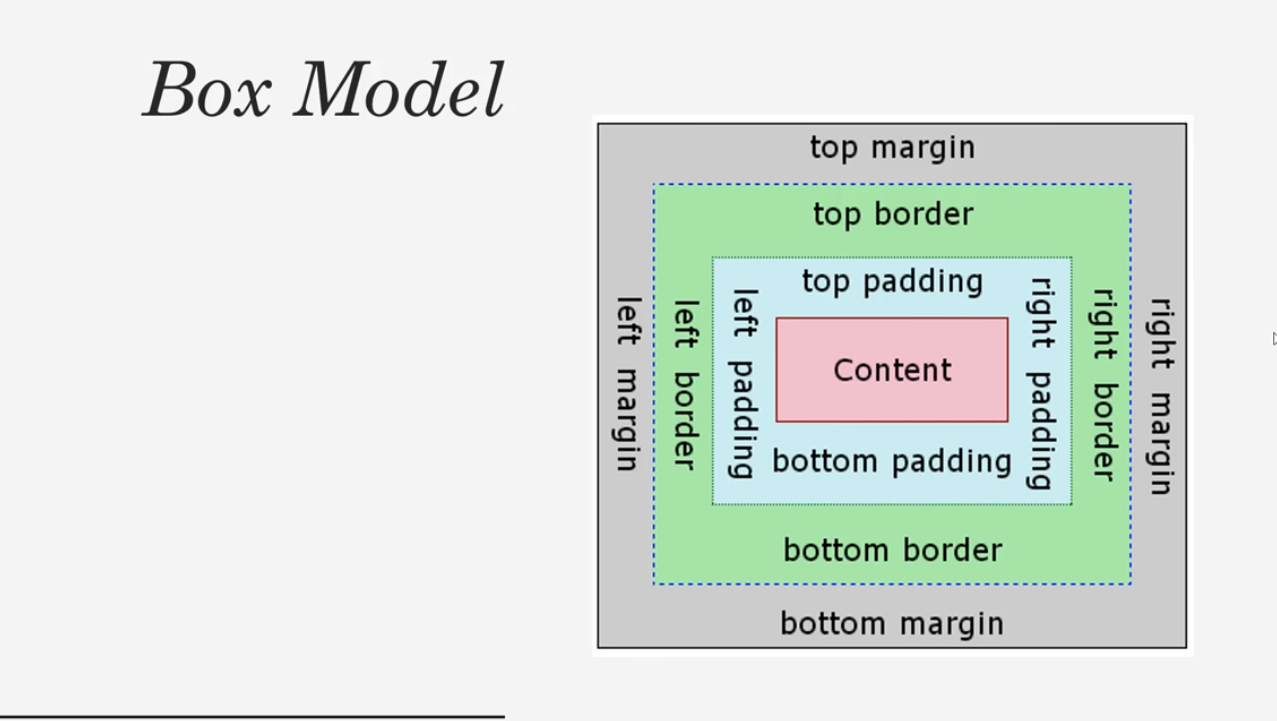 Box Model
top margin
top border
top padding
left margin
left border
left padding
Content
right padding
right border
right margin
bottom padding
bottom border
bottom margin